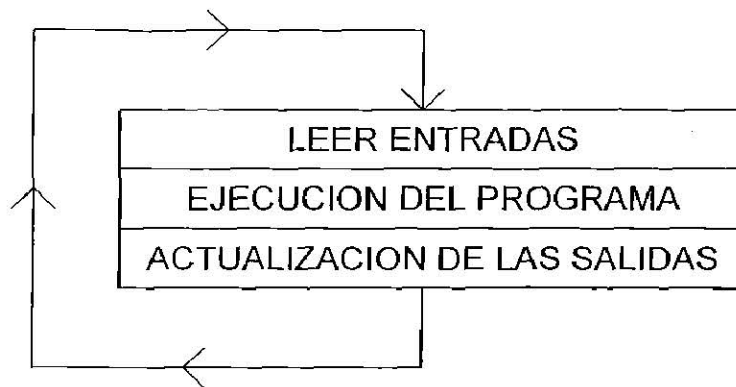 LEER ENTRADAS
EJECUCION DEL PROGRAMA
ACTUALIZACION DE LAS SALIDAS